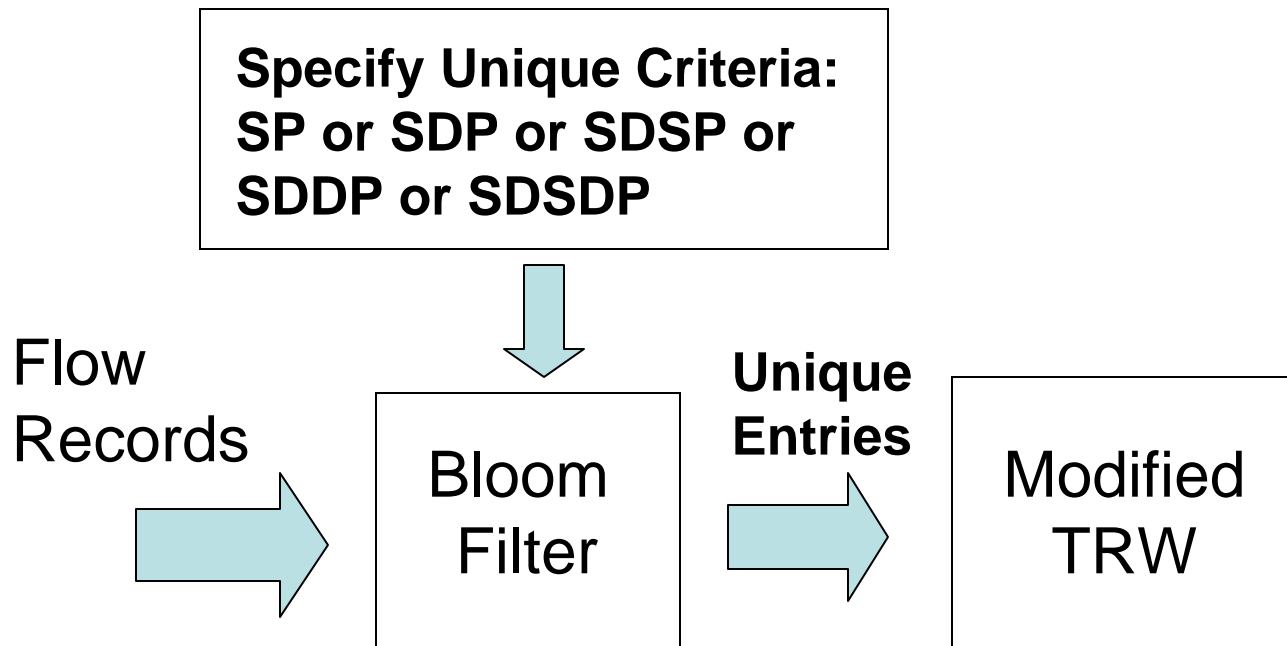 Specify Unique Criteria:
SP or SDP or SDSP or
SDDP or SDSDP
Flow
Records
Bloom
Filter
Unique
Entries
Modified
TRW